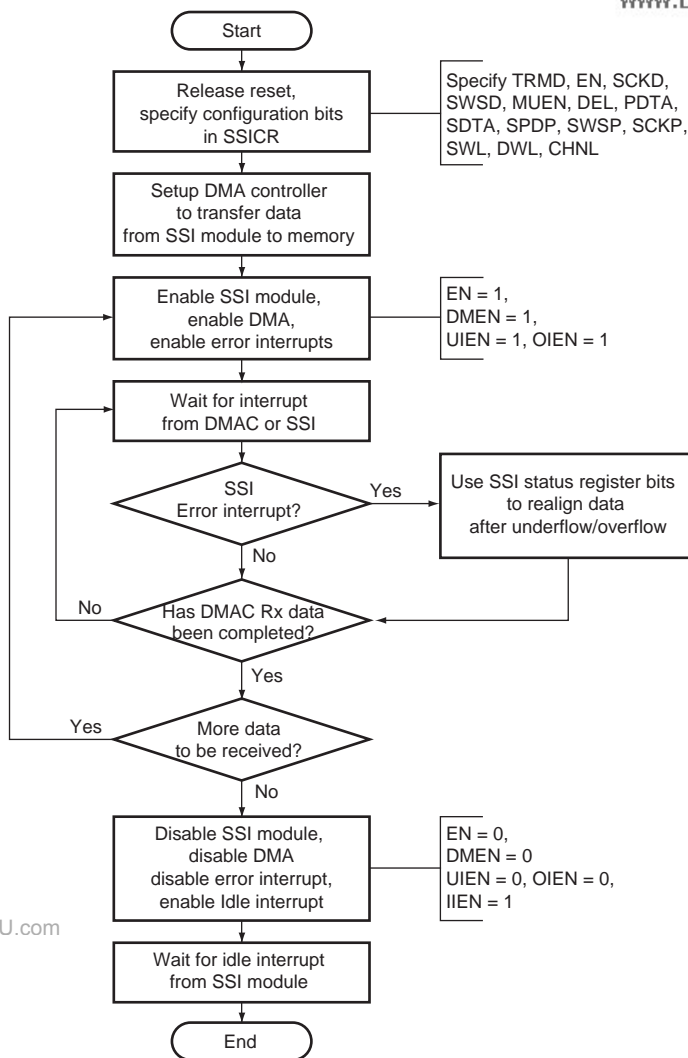 Start
Release reset,
specify configuration bits
in SSICR
Specify TRMD, EN, SCKD,
SWSD, MUEN, DEL, PDTA,
SDTA, SPDP, SWSP, SCKP,
SWL, DWL, CHNL
Setup DMA controller
to transfer data
from SSI module to memory
Enable SSI module,
enable DMA,
enable error interrupts
EN = 1,
DMEN = 1,
UIEN = 1, OIEN = 1
Wait for interrupt
from DMAC or SSI
SSI
Error interrupt?
Yes
Use SSI status register bits
to realign data
after underflow/overflow
No
No
Has DMAC Rx data
been completed?
Yes
Yes
More data
to be received?
No
Disable SSI module,
disable DMA
disable error interrupt,
enable Idle interrupt
EN = 0,
DMEN = 0
UIEN = 0, OIEN = 0,
IIEN = 1
U.com
Wait for idle interrupt
from SSI module
End